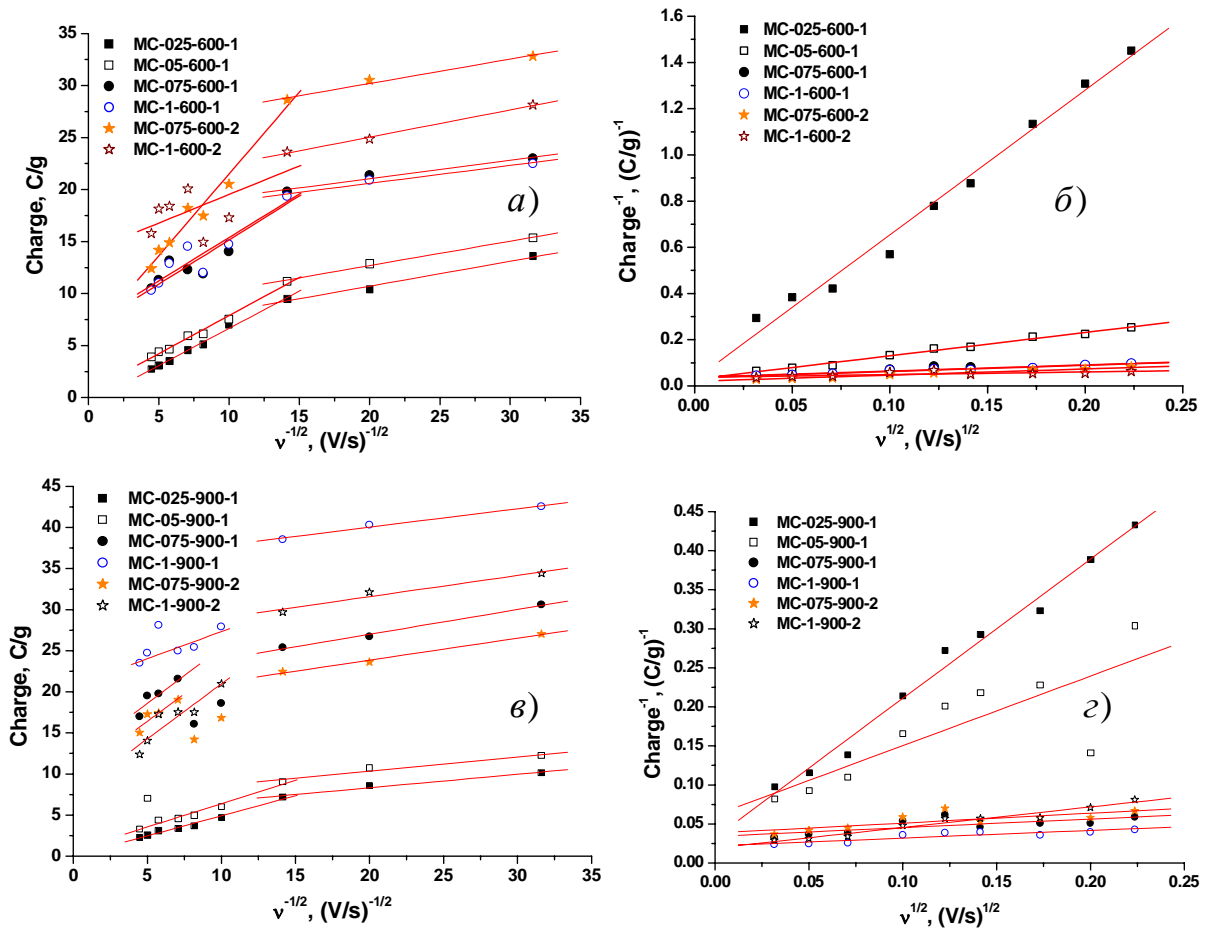 MC-025-600-1
MC-05-600-1
MC-075-600-1
MC-1-600-1
MC-075-600-2
MC-1-600-2
а)
Charge, C/g
35
30
25
20
15
10
5
0
0 5 10 15 20 25 30 35
ν-1/2, (V/s)-1/2
MC-025-600-1
MC-05-600-1
MC-075-600-1
MC-1-600-1
MC-075-600-2
MC-1-600-2
б)
Charge-1, (C/g)-1
1.6
1.4
1.2
1.0
0.8
0.6
0.4
0.2
0.0
0.00 0.05 0.10 0.15 0.20 0.25
ν1/2, (V/s)1/2
MC-025-900-1
MC-05-900-1
MC-075-900-1
MC-1-900-1
MC-075-900-2
MC-1-900-2
в)
Charge, C/g
45
40
35
30
25
20
15
10
5
0
0 5 10 15 20 25 30 35
ν-1/2, (V/s)-1/2
MC-025-900-1
MC-05-900-1
MC-075-900-1
MC-1-900-1
MC-075-900-2
MC-1-900-2
г)
Charge-1, (C/g)-1
0.45
0.40
0.35
0.30
0.25
0.20
0.15
0.10
0.05
0.00
0.00 0.05 0.10 0.15 0.20 0.25
ν1/2, (V/s)1/2